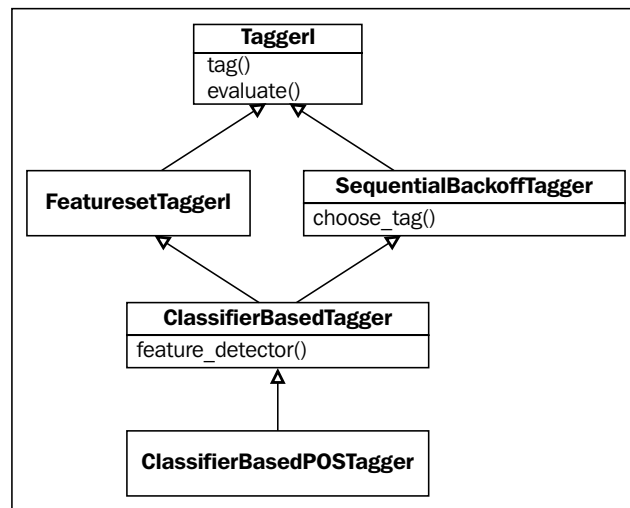 TaggerI
tag()
evaluate()
FeaturesetTaggerI
SequentialBackoffTagger
choose_tag()
ClassifierBasedTagger
feature_detector()
ClassifierBasedPOSTagger